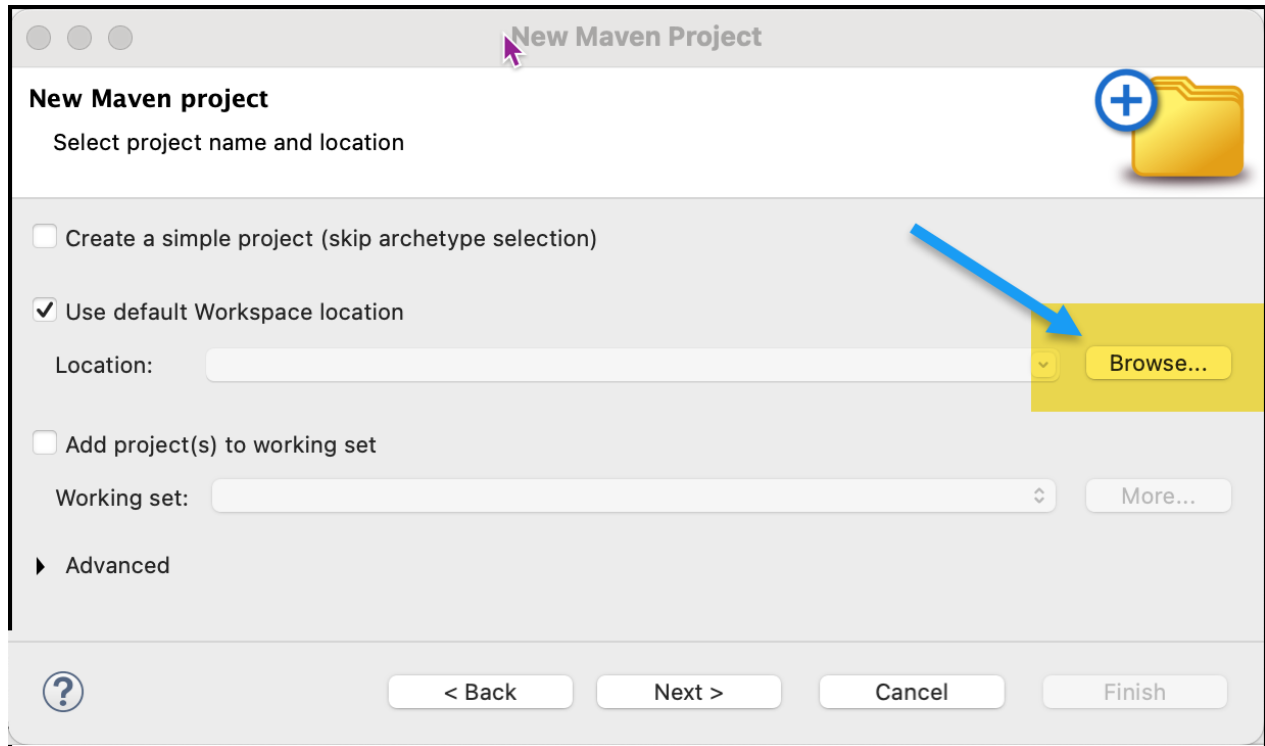 New Maven Project
New Maven project
Select project name and location
Create a simple project (skip archetype selection)
Use default Workspace location
Location:
Browse...
Add project(s) to working set
Working set:
More...
Advanced
?
< Back
Next >
Cancel
Finish